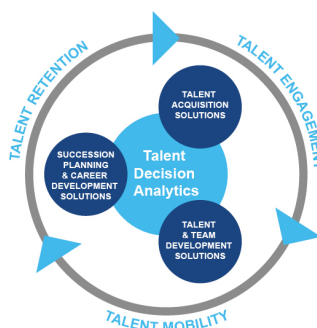 TALENT RETENTION
TALENT ENGAGEMENT
TALENT
ACQUISITION
SOLUTIONS
SUCCESSION
PLANNING
& CAREER
DEVELOPMENT
SOLUTIONS
Talent
Decision
Analytics
TALENT
& TEAM
DEVELOPMENT
SOLUTIONS
TALENT MOBILITY